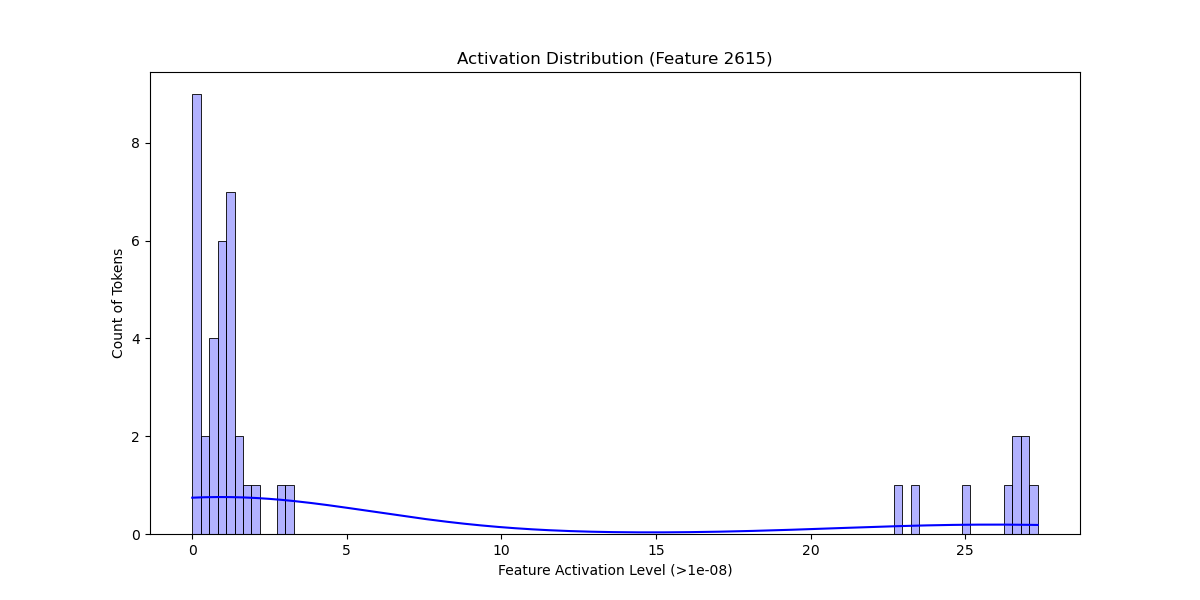 Activation Distribution (Feature 2615)
8
6
4
2
0
Count of Tokens
0 5 10 15 20 25
Feature Activation Level (>1e-08)